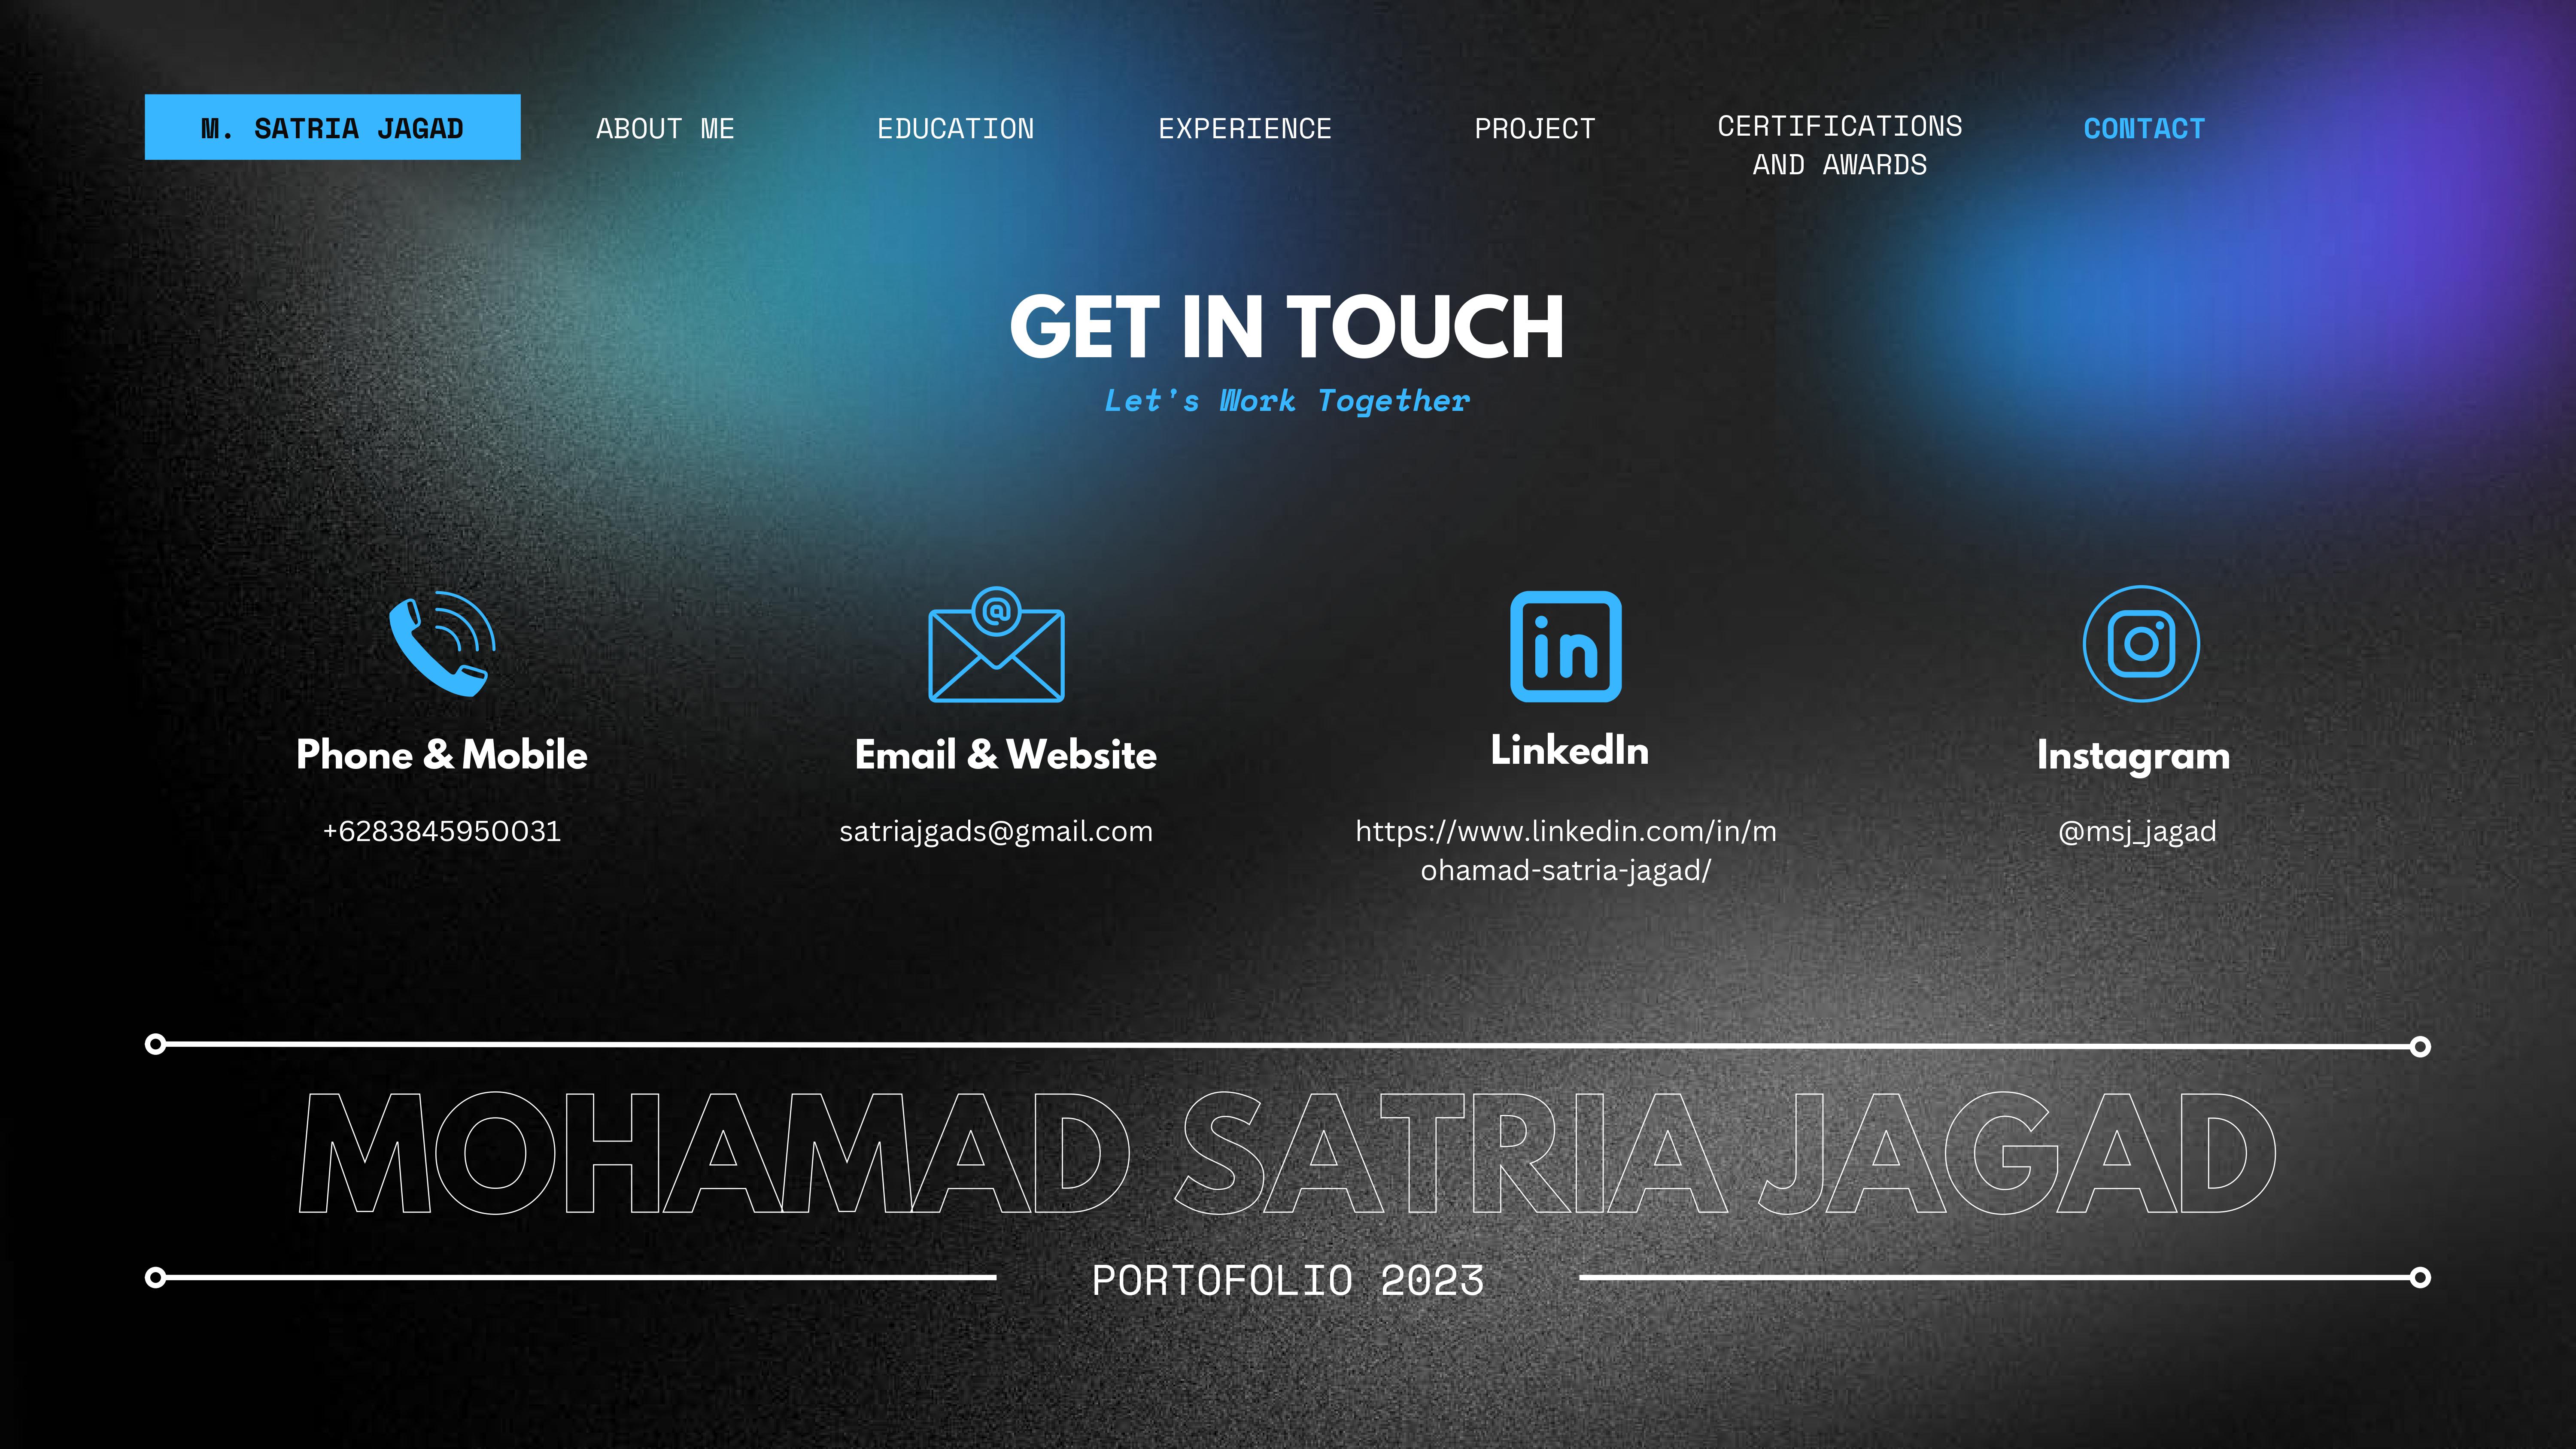 M. SATRIA JAGAD
ABOUT ME
EDUCATION
EXPERIENCE
PROJECT
CERTIFICATIONS
AND AWARDS
CONTACT
GET IN TOUCH
Let's Work Together
@
in
Phone & Mobile
+6283845950031
Email & Website
satriajgads@gmail.com
LinkedIn
https://www.linkedin.com/in/m
ohamad-satria-jagad/
Instagram
@msj_jagad
MOHAMAD SATRIA JAGAD
PORTOFOLIO 2023